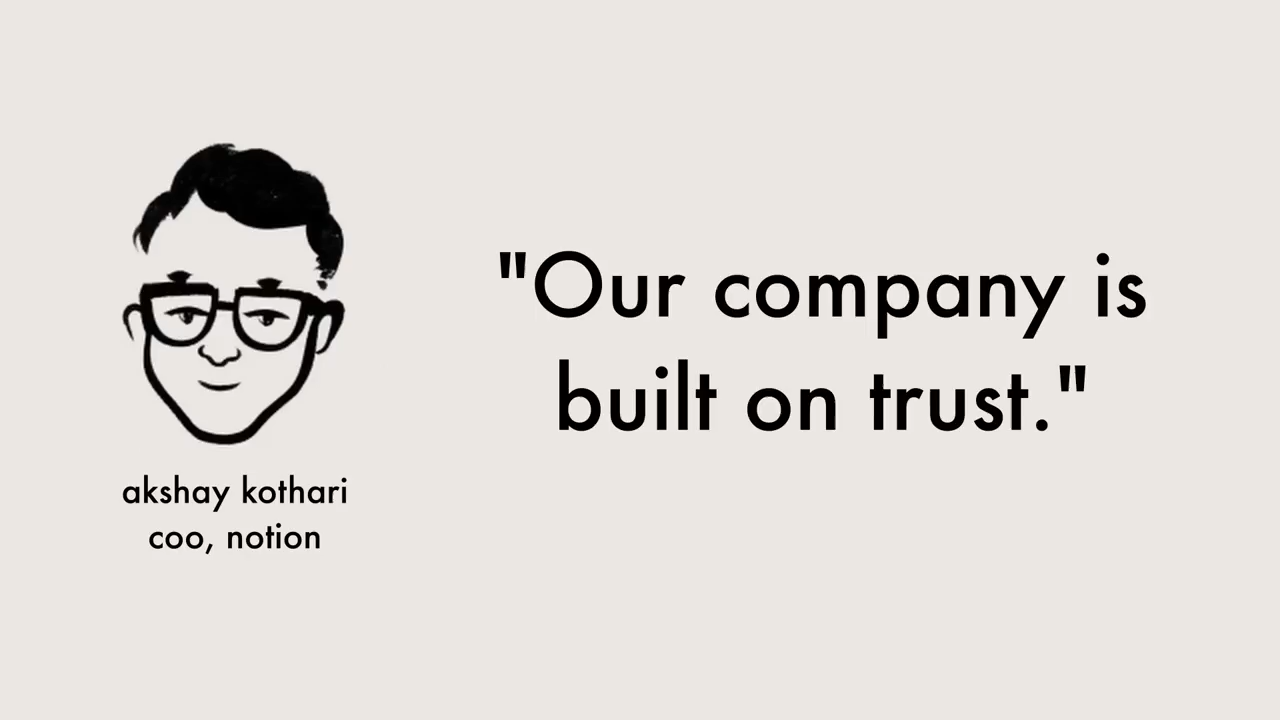 "Our company is
built on trust."
akshay kothari
coo, notion